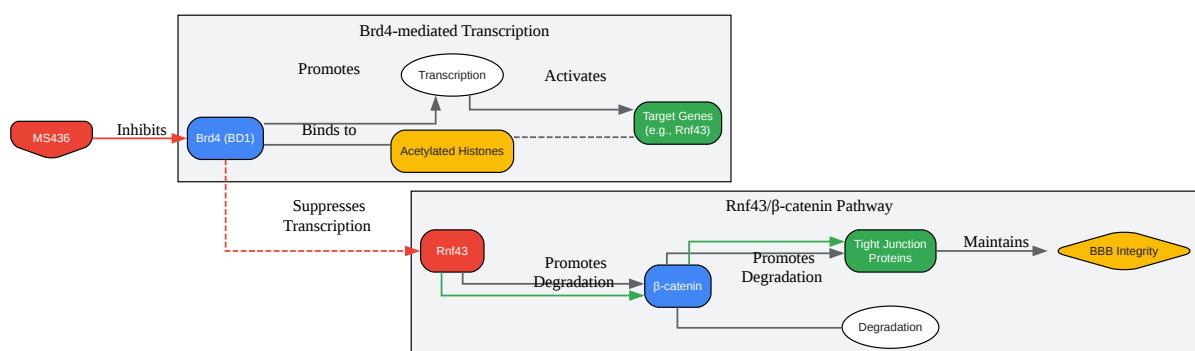 Brd4-mediated Transcription
Promotes
Transcription
Activates
Target Genes
(e.g., Rnf43)
MS436
Inhibits
Brd4 (BD1)
Binds to
Acetylated Histones
Suppresses
Transcription
Rnf43/β-catenin Pathway
Rnf43
Promotes
Degradation
β-catenin
Promotes
Degradation
Tight Junction
Proteins
Maintains
BBB Integrity
Degradation